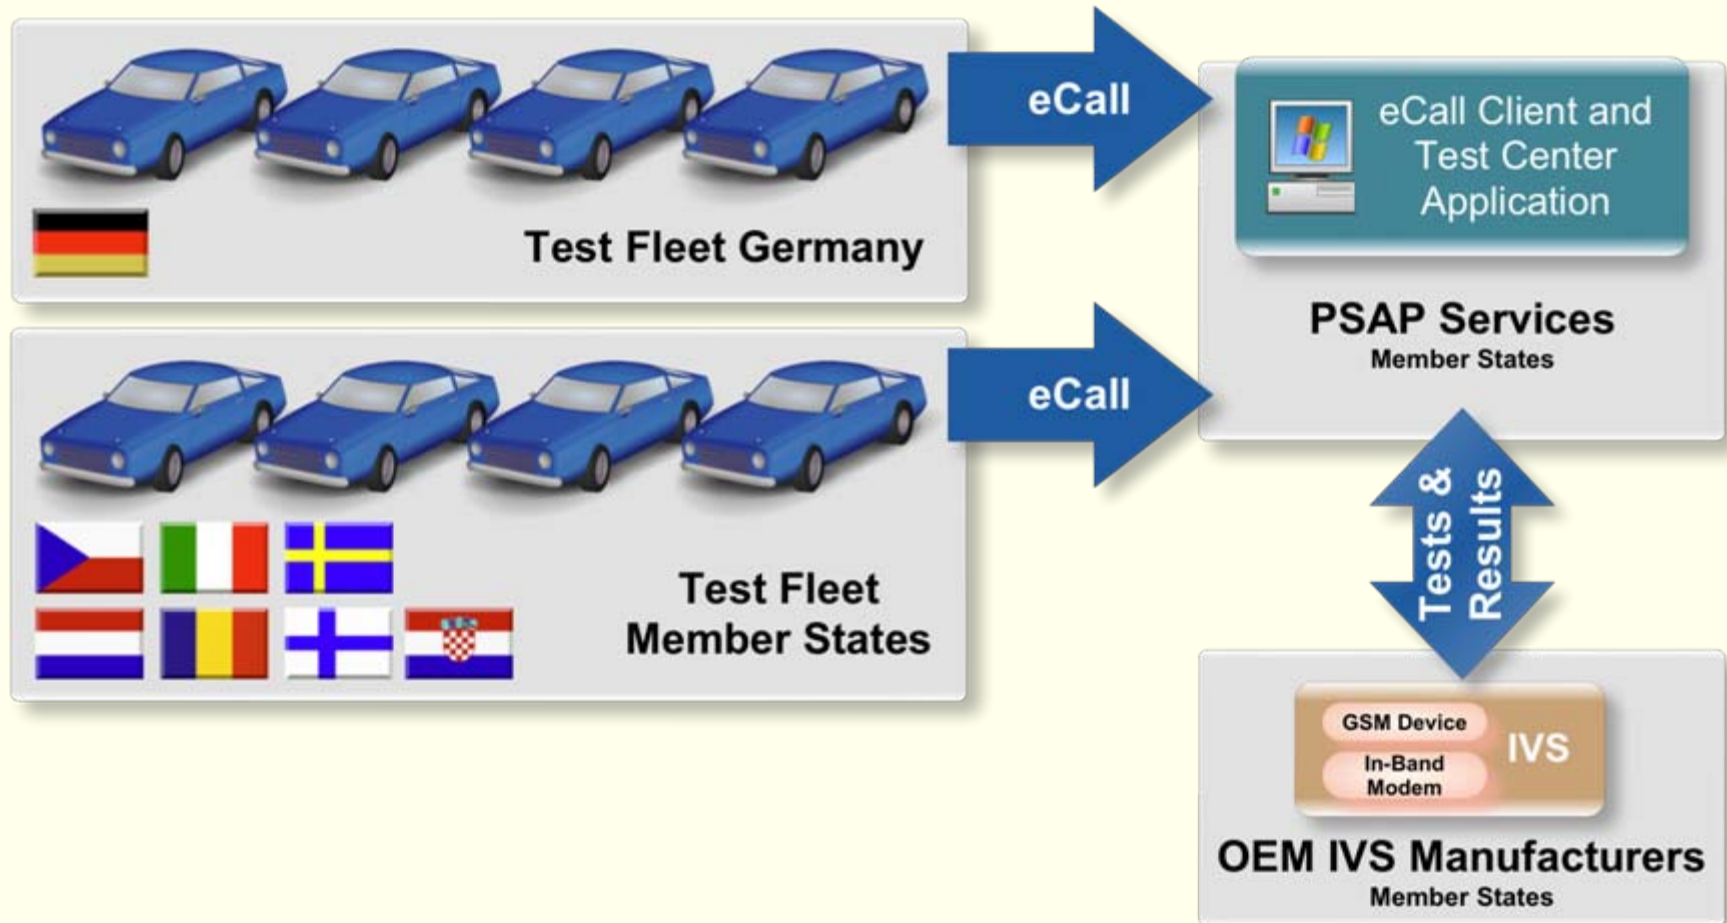 eCall
eCall Client and
Test Center
Application
Test Fleet Germany
PSAP Services
Member States
eCall
Test Fleet
Member States
Tests &
Results
GSM Device
IVS
In-Band
Modem
OEM IVS Manufacturers
Member States